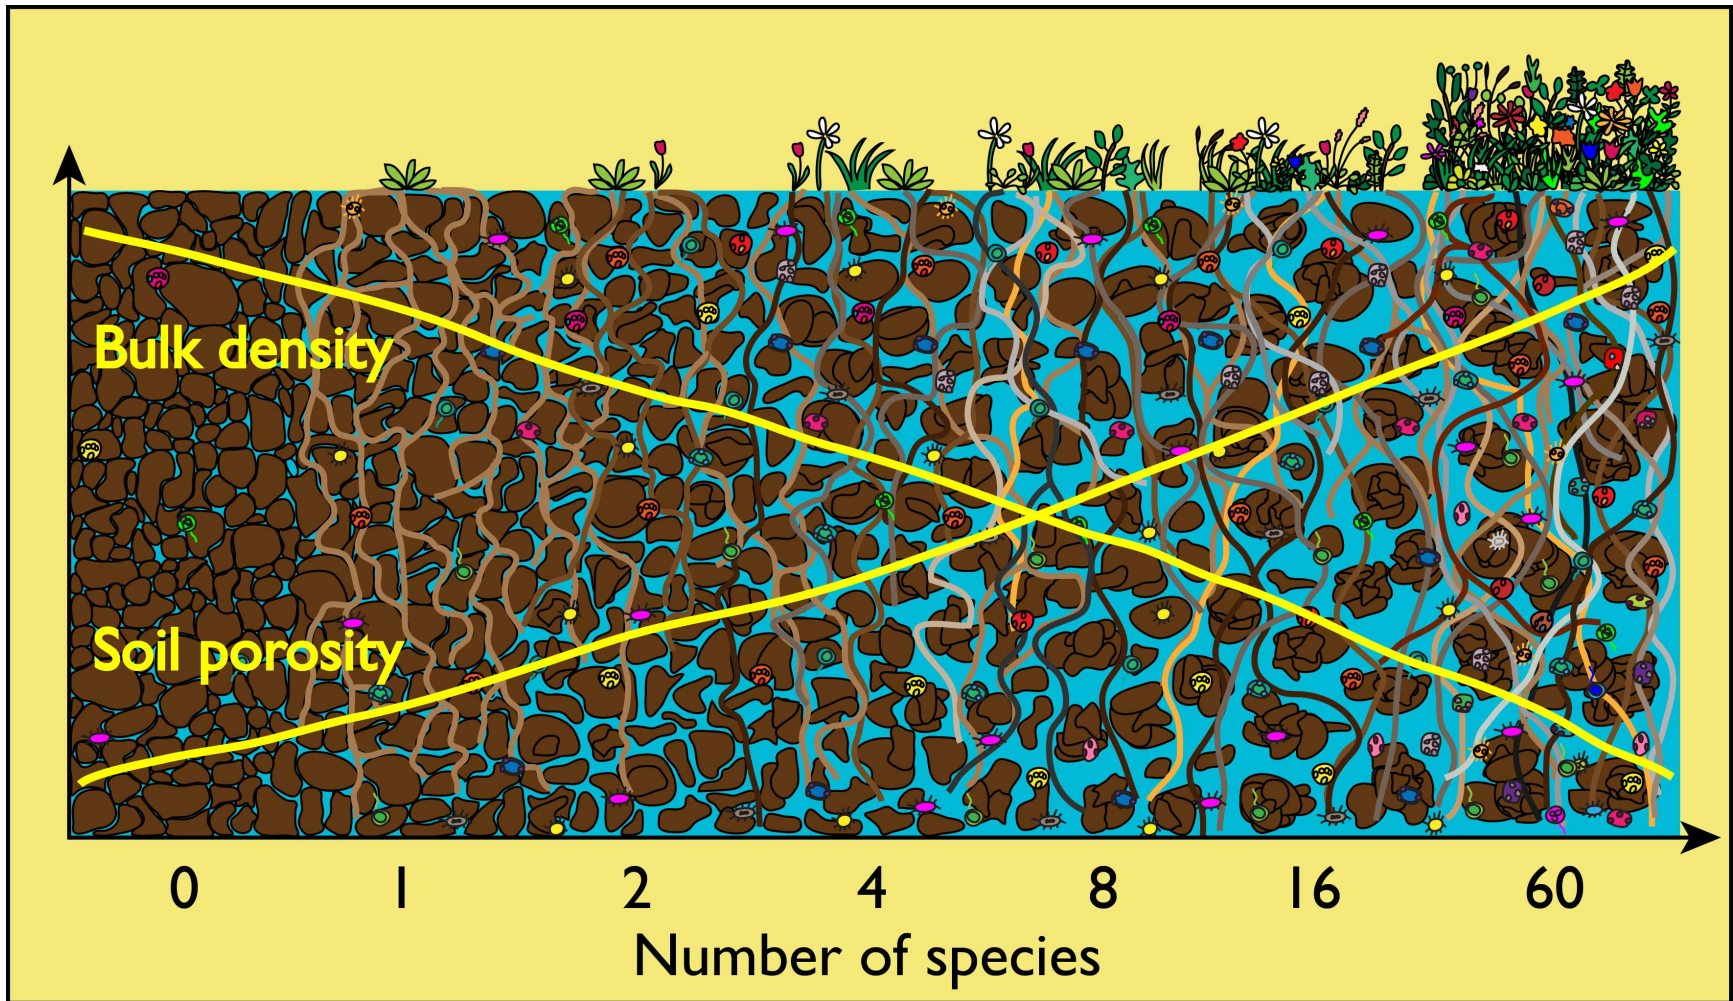 Bulk density
Soil porosity
0 1 2 4 8 16 60
Number of species